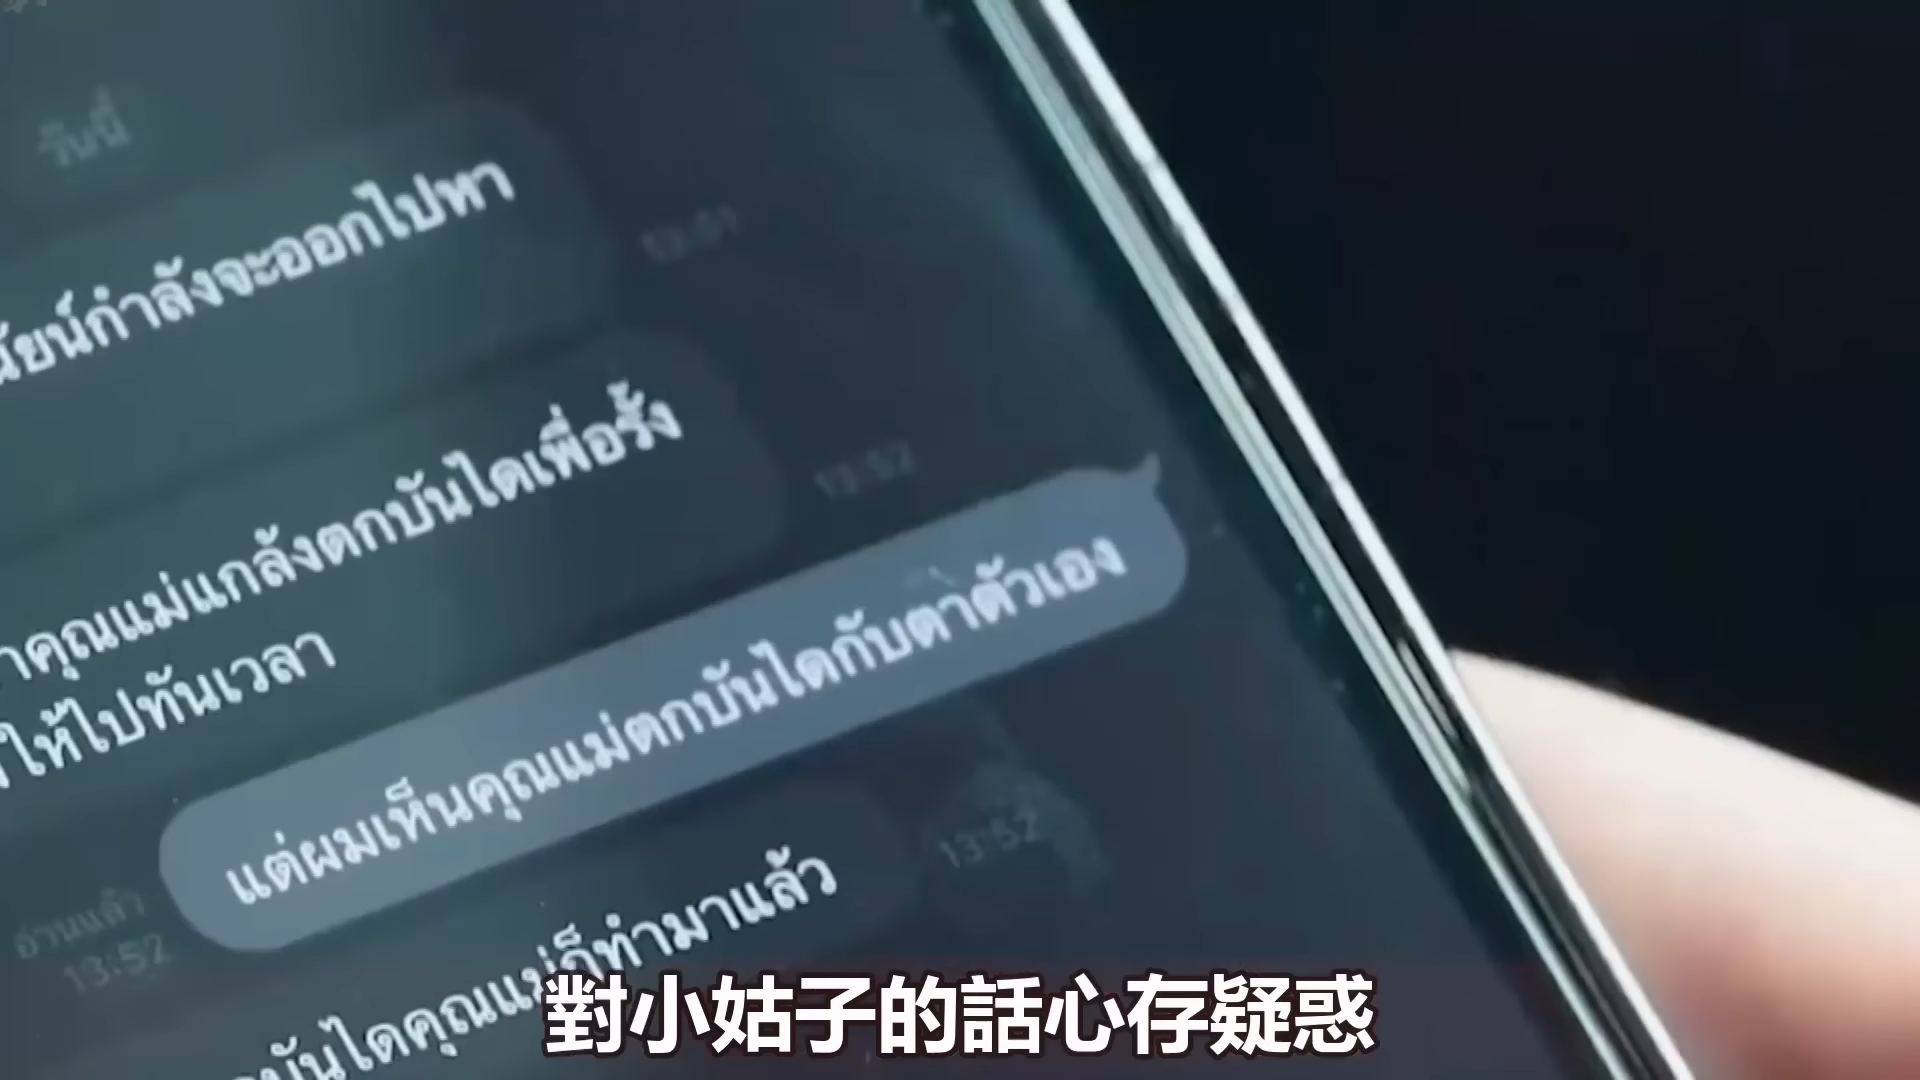 วันนี้
กำลังจะออกไปหา
13:51
คุณแม่แกล้งตกบันไดเพื่อรั้ง
ให้ไปทันเวลา
13:52
แต่ผมเห็นคุณแม่ตกบันไดกับตาตัวเอง
อ่านแล้ว
13:52
บันไดคุณแม่ก็ทำมาแล้ว
13:52
對小姑子的話心存疑惑